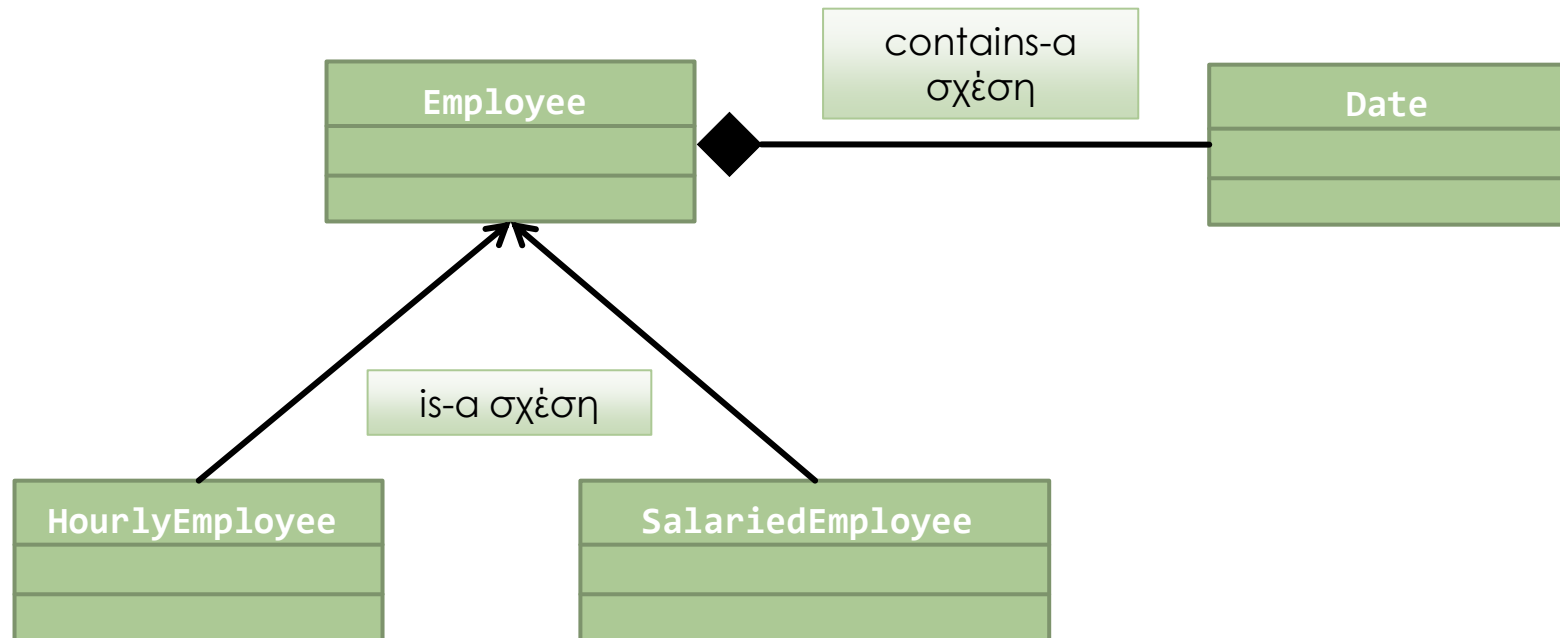 contains-a
σχέση
Employee
Date
is-a σχέση
HourlyEmployee
SalariedEmployee